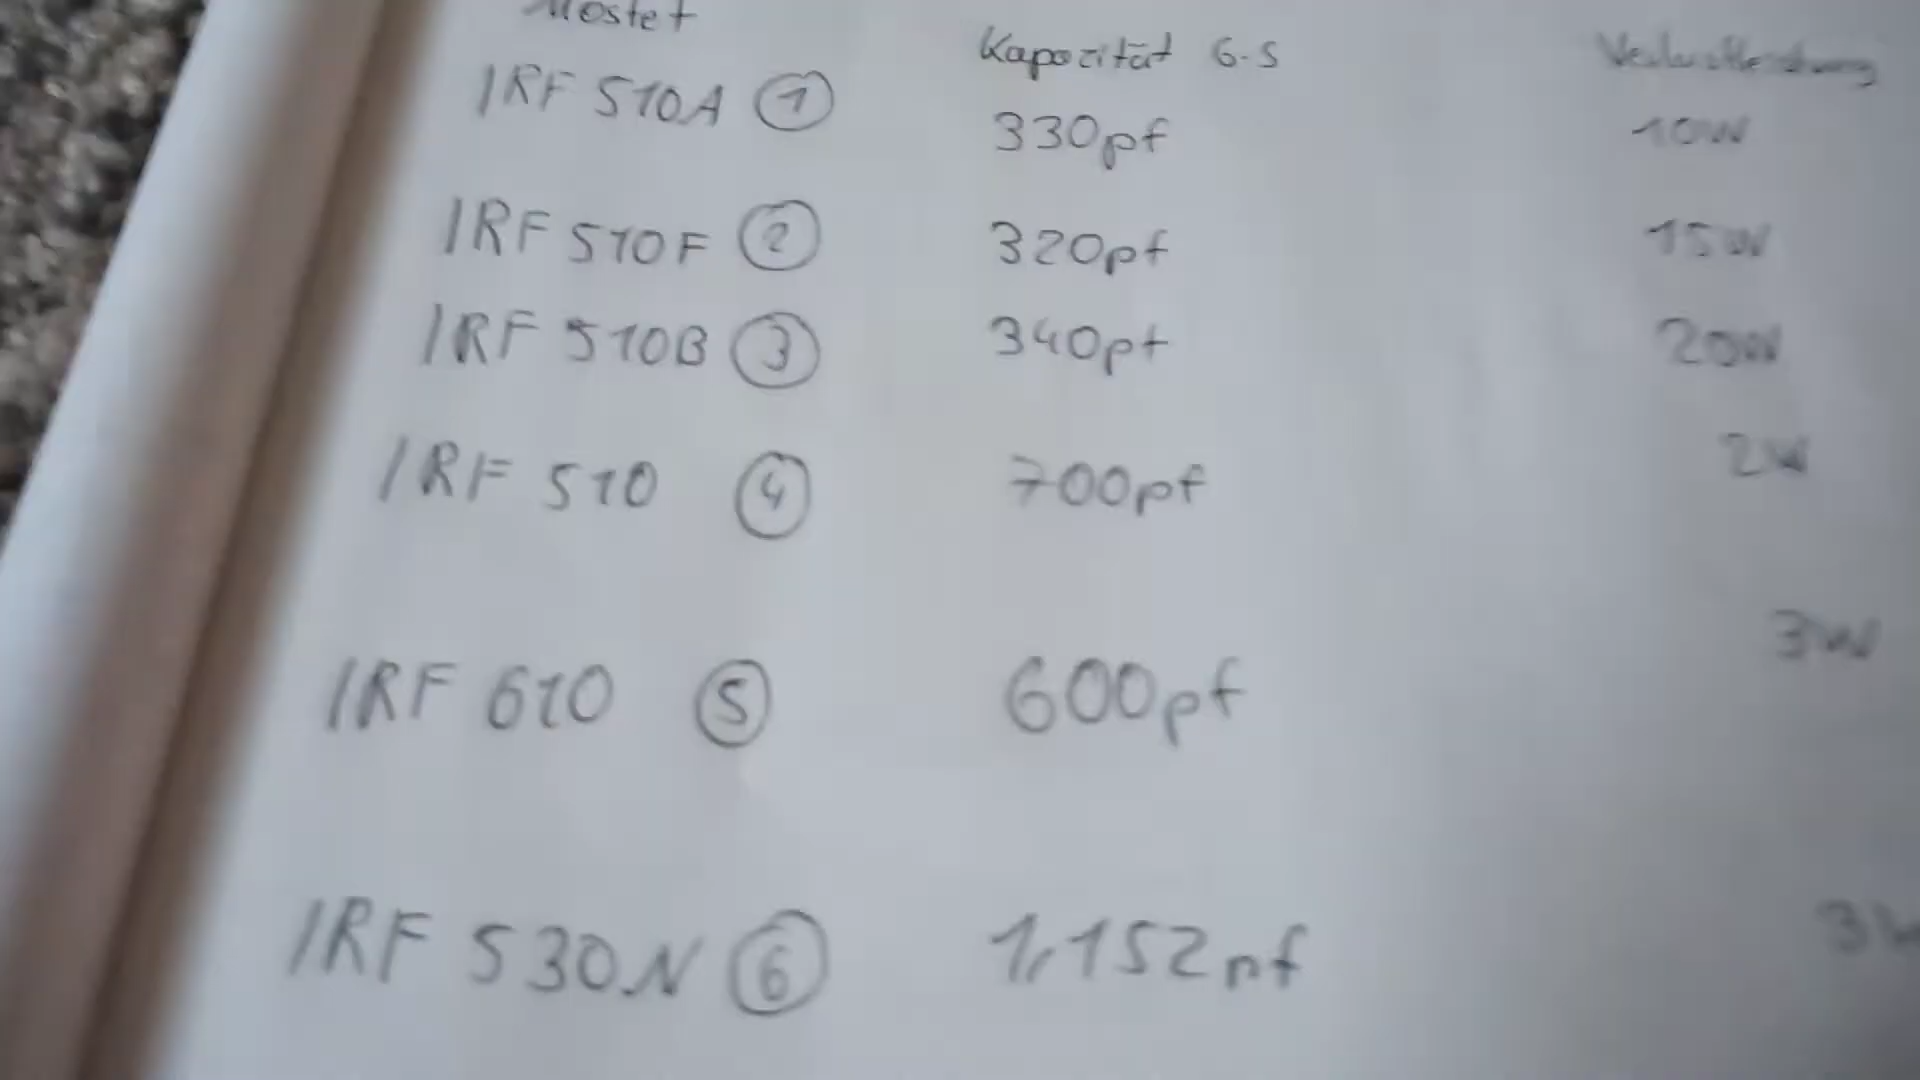 Mosfet Kapazität G-S
IRF 510A ① 330pf 10W
IRF 510F ② 320pf 15W
IRF 510B ③ 340pf 20W
IRF 510 ④ 700pf 2W
IRF 610 ⑤ 600pf 3W
IRF 530N ⑥ 1,152nf